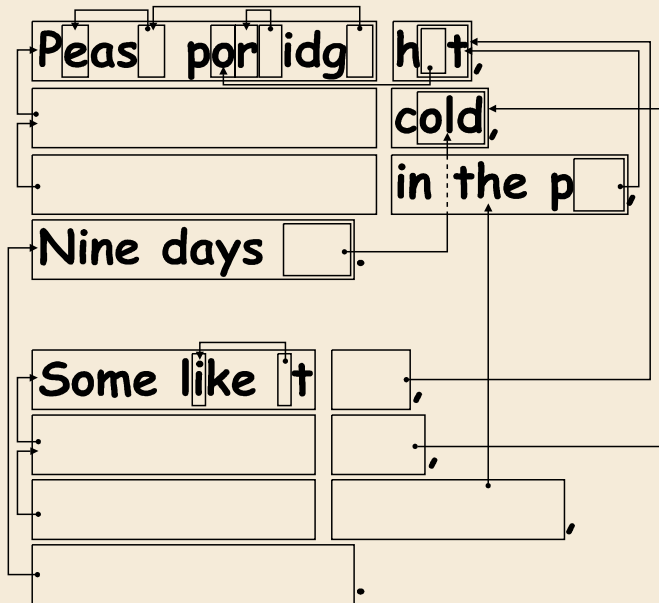 Peas por idg h t,
cold,
in the p ,
Nine days .
Some like t ,
,
,
.